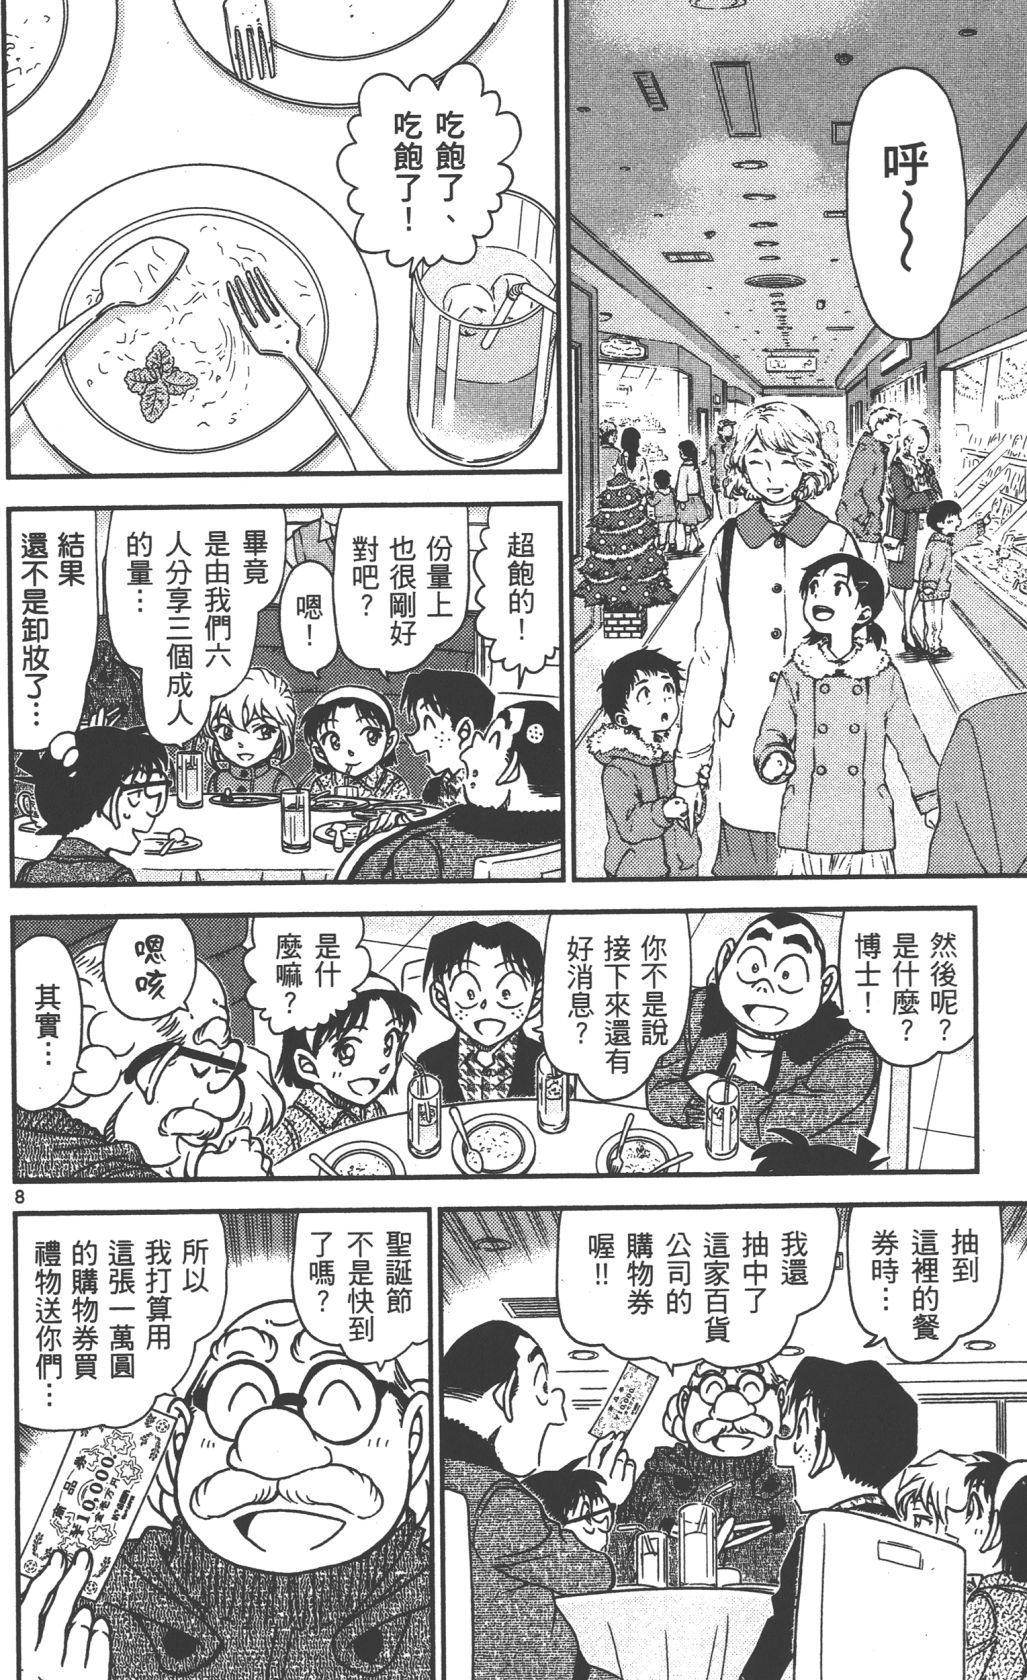 呼～～
吃飽了、
吃飽了！
超飽的！
份量上
也很剛好
對吧？
嗯！
畢竟
是由我們六
人分享三個成人
的量…
結果
還不是卸妝了…
然後呢？
是什麼？
博士！
你不是說
接下來還有
好消息？
是什
麼嘛？
嗯咳
其實…
8
抽到
這裡的餐
券時…
我還
抽中了
這家百貨
公司的
購物券
喔!!
聖誕節
不是快到
了嗎？
所以
我打算用
這張一萬圓
的購物券買
禮物送你們…
商品券
¥10,000